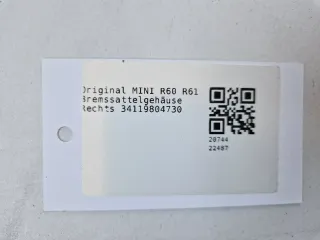 Original MINI R60 R61
Bremssattelgehäuse
Rechts 34119804730
20744
22487